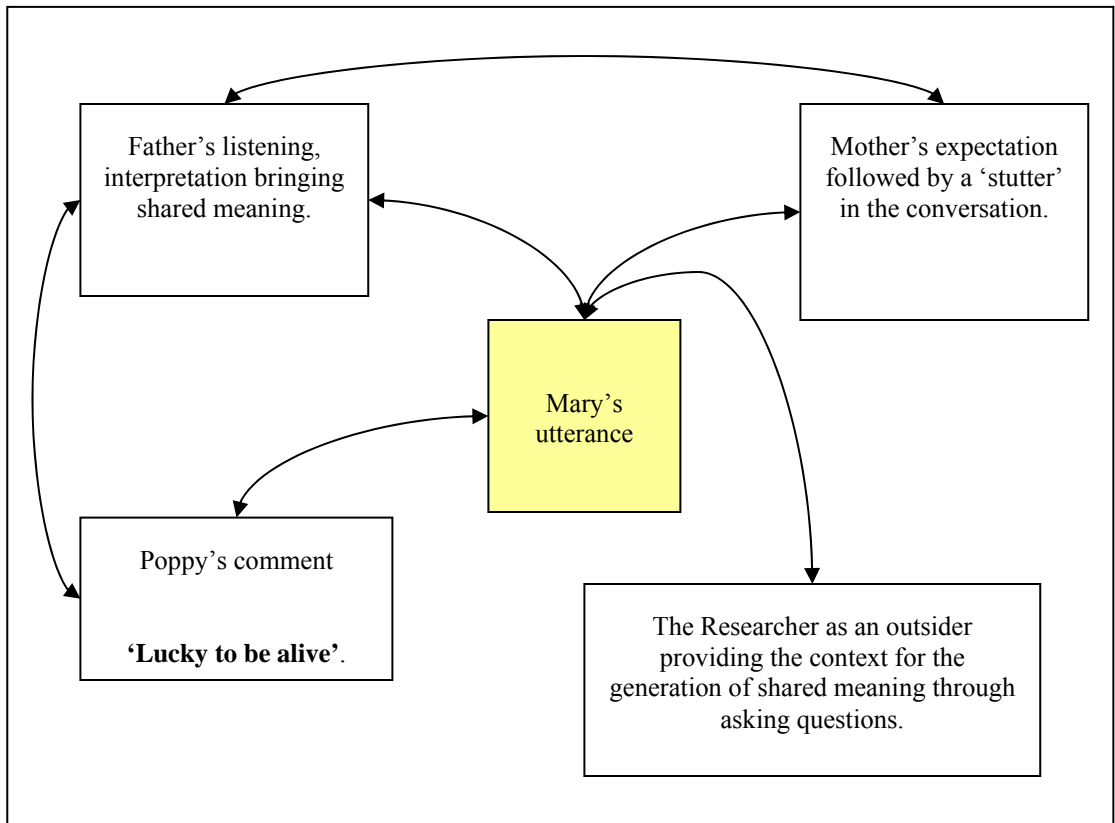 Father’s listening,
interpretation bringing
shared meaning.
Mother’s expectation
followed by a ‘stutter’
in the conversation.
Mary’s
utterance
Poppy’s comment
‘Lucky to be alive’.
The Researcher as an outsider
providing the context for the
generation of shared meaning through
asking questions.